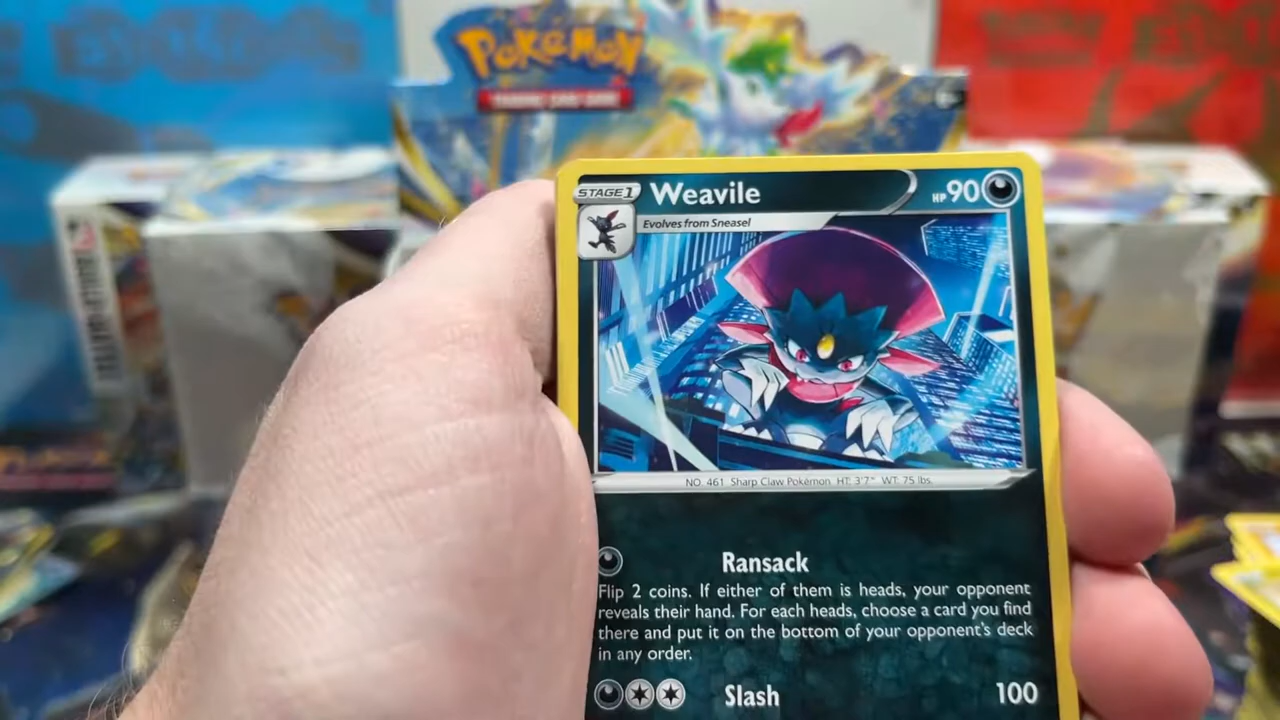 POKéMON
TRADING CARD GAME
STAGE 1
Weavile
HP 90
Evolves from Sneasel
NO. 461 Sharp Claw Pokémon HT: 3'7" WT: 75 lbs.
Ransack
Flip 2 coins. If either of them is heads, your opponent
reveals their hand. For each heads, choose a card you find
there and put it on the bottom of your opponent's deck
in any order.
Slash 100